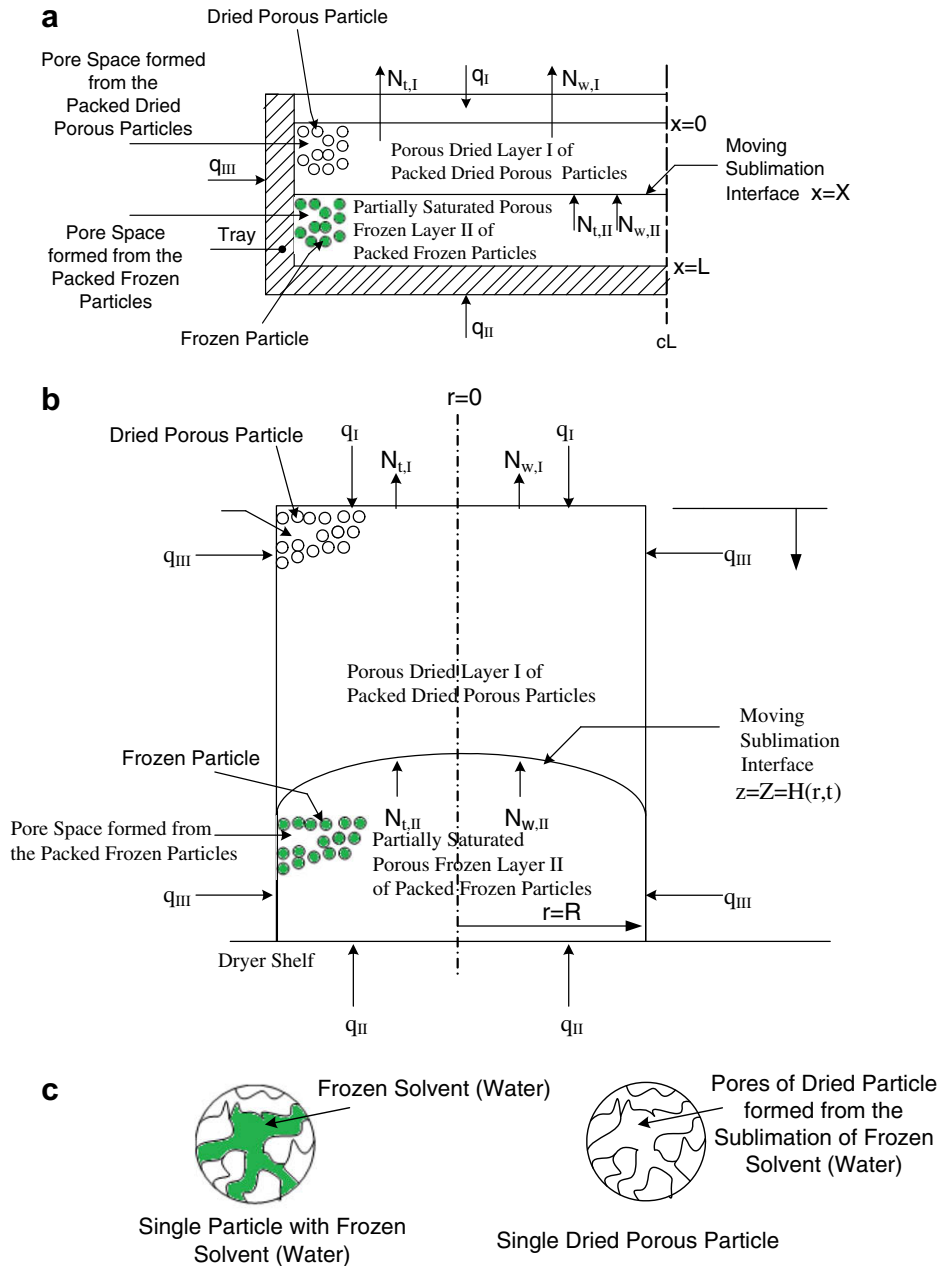 a
Dried Porous Particle
Pore Space formed
from the
Packed Dried
Porous Particles
N_t,I
q_I
N_w,I
x=0
Porous Dried Layer I of
Packed Dried Porous Particles
Moving
Sublimation
Interface x=X
q_III
Partially Saturated Porous
Frozen Layer II of
Packed Frozen Particles
N_t,II
N_w,II
Pore Space
formed from the
Packed Frozen
Particles
Tray
x=L
Frozen Particle
q_II
cL
b
r=0
Dried Porous Particle
q_I
q_I
N_t,I
N_w,I
q_III
q_III
Porous Dried Layer I of
Packed Dried Porous Particles
Moving
Sublimation
Interface
z=Z=H(r,t)
Frozen Particle
N_t,II
N_w,II
Pore Space formed from
the Packed Frozen Particles
Partially Saturated
Porous Frozen Layer II
of Packed Frozen Particles
q_III
q_III
r=R
Dryer Shelf
q_II
q_II
c
Frozen Solvent (Water)
Single Particle with Frozen
Solvent (Water)
Pores of Dried Particle
formed from the
Sublimation of Frozen
Solvent (Water)
Single Dried Porous Particle